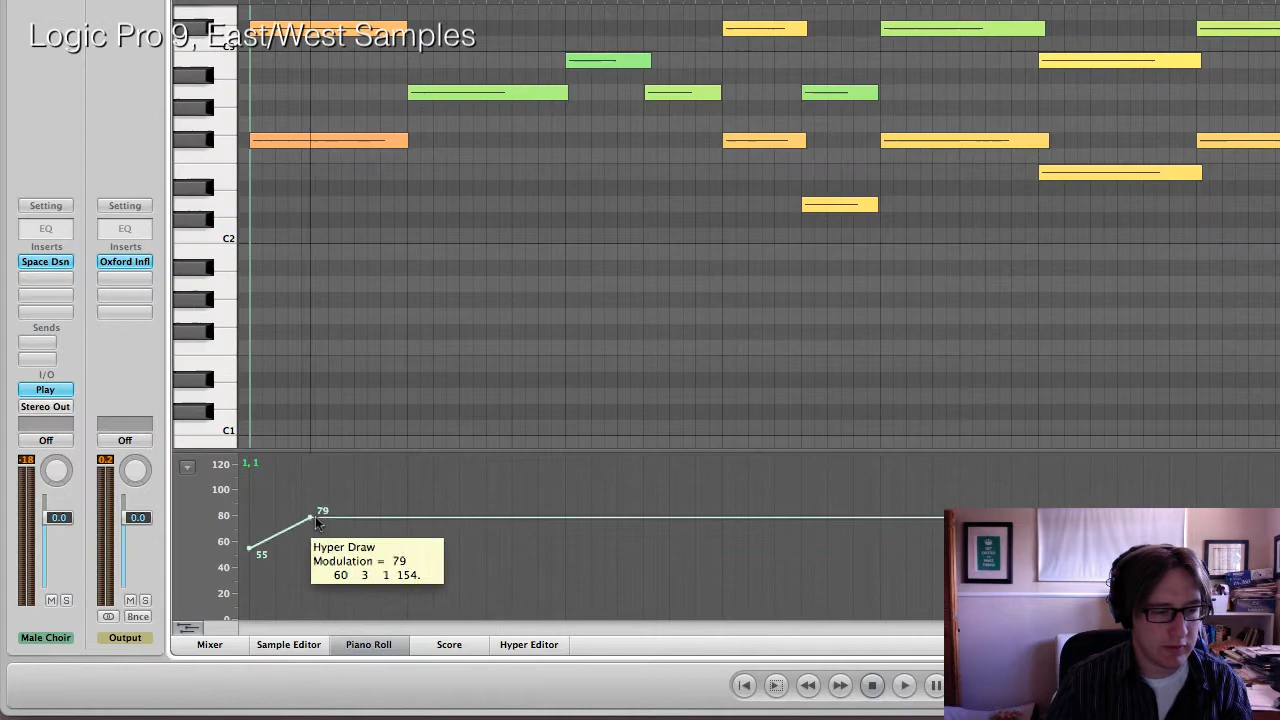 Logic Pro 9, East/West Samples
C3
Setting Setting
EQ EQ
Inserts Inserts
Space Dsn Oxford Infl
C2
Sends
I/O
Play
Stereo Out
Off Off
C1
-18 0.2
0.0 0.0
120
100
80
60
40
20
0
1, 1
79
55
Hyper Draw
Modulation = 79
60 3 1 154.
M S M S
Bnce
Male Choir Output
Mixer Sample Editor Piano Roll Score Hyper Editor